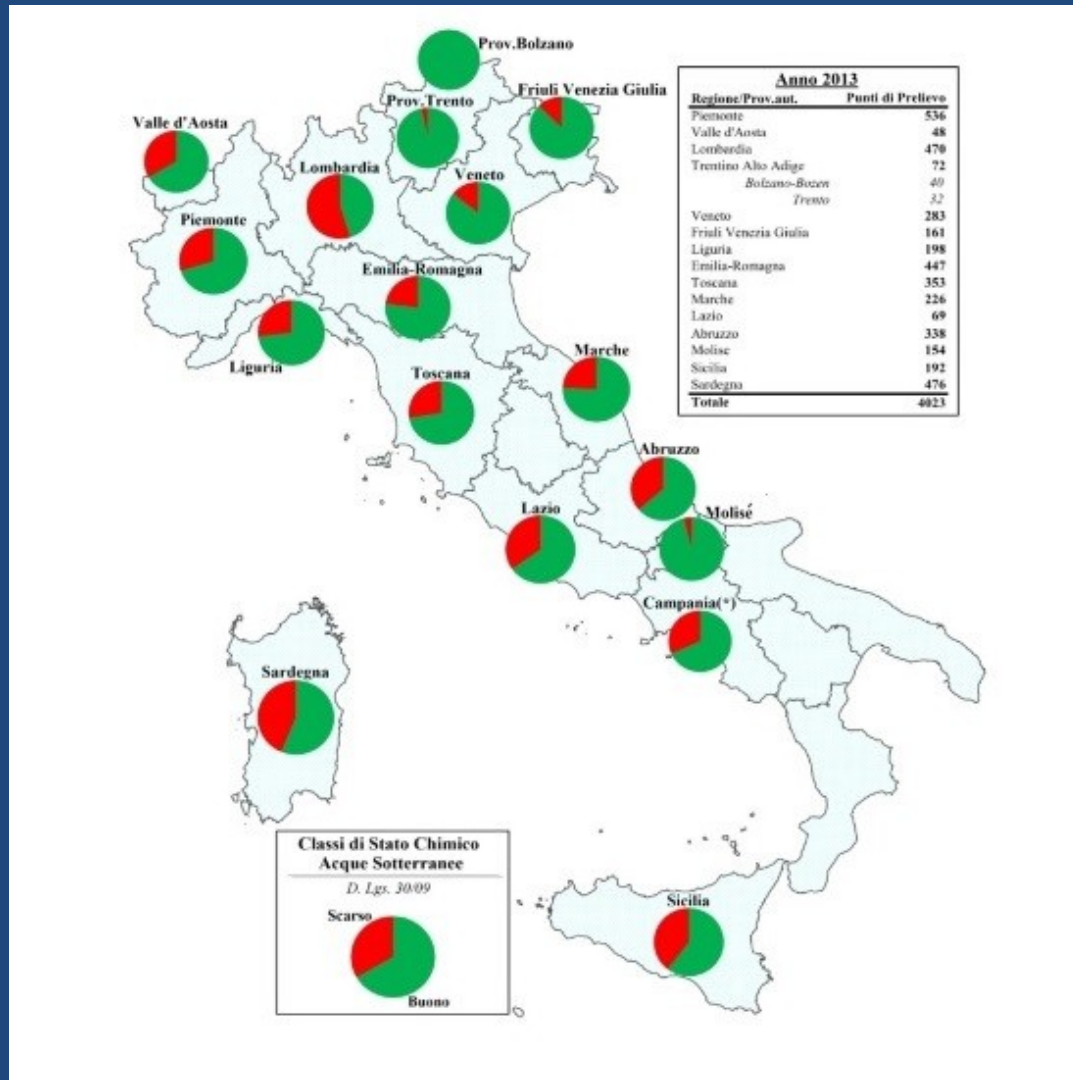 Prov.Bolzano
Prov.Trento
Friuli Venezia Giulia
Valle d'Aosta
Lombardia
Veneto
Piemonte
Emilia-Romagna
Liguria
Toscana
Marche
Abruzzo
Lazio
Molisé
Campania(*)
Sardegna
Sicilia
Anno 2013
Regione/Prov.aut. Punti di Prelievo
Piemonte 536
Valle d'Aosta 48
Lombardia 470
Trentino Alto Adige 72
Bolzano-Bozen 40
Trento 32
Veneto 283
Friuli Venezia Giulia 161
Liguria 198
Emilia-Romagna 447
Toscana 353
Marche 226
Lazio 69
Abruzzo 338
Molise 154
Sicilia 192
Sardegna 476
Totale 4023
Classi di Stato Chimico
Acque Sotterranee
D. Lgs. 30/09
Scarso
Buono